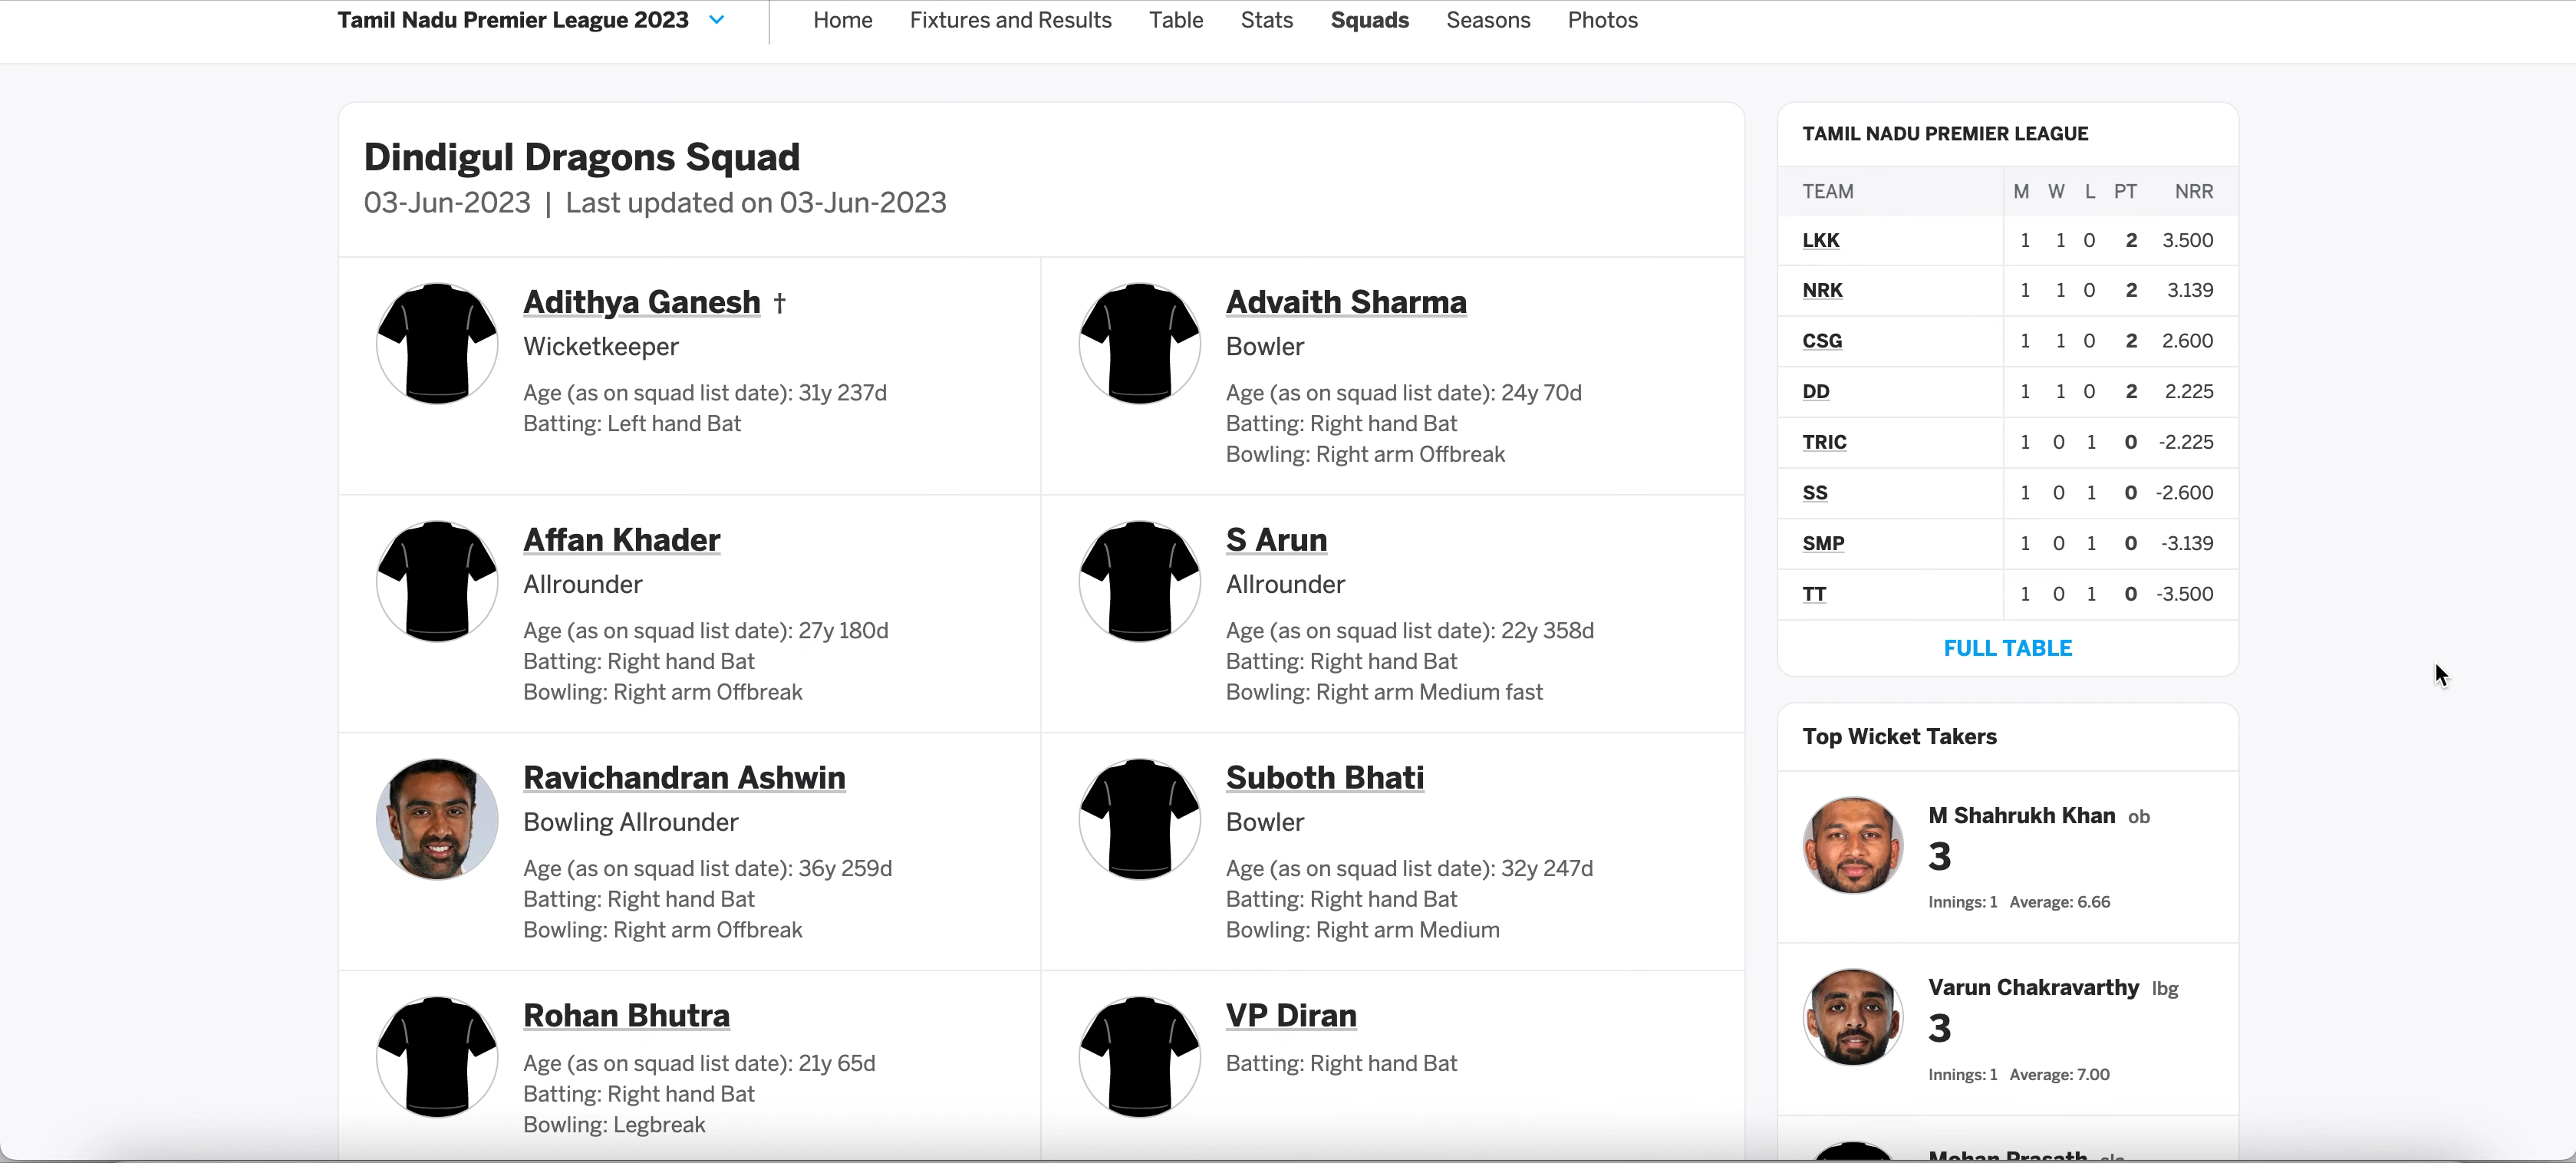 Tamil Nadu Premier League 2023
Home Fixtures and Results Table Stats Squads Seasons Photos
Dindigul Dragons Squad
03-Jun-2023 | Last updated on 03-Jun-2023
Adithya Ganesh †
Wicketkeeper
Age (as on squad list date): 31y 237d
Batting: Left hand Bat
Advaith Sharma
Bowler
Age (as on squad list date): 24y 70d
Batting: Right hand Bat
Bowling: Right arm Offbreak
Affan Khader
Allrounder
Age (as on squad list date): 27y 180d
Batting: Right hand Bat
Bowling: Right arm Offbreak
S Arun
Allrounder
Age (as on squad list date): 22y 358d
Batting: Right hand Bat
Bowling: Right arm Medium fast
Ravichandran Ashwin
Bowling Allrounder
Age (as on squad list date): 36y 259d
Batting: Right hand Bat
Bowling: Right arm Offbreak
Suboth Bhati
Bowler
Age (as on squad list date): 32y 247d
Batting: Right hand Bat
Bowling: Right arm Medium
Rohan Bhutra
Age (as on squad list date): 21y 65d
Batting: Right hand Bat
Bowling: Legbreak
VP Diran
Batting: Right hand Bat
TAMIL NADU PREMIER LEAGUE
TEAM M W L PT NRR
LKK 1 1 0 2 3.500
NRK 1 1 0 2 3.139
CSG 1 1 0 2 2.600
DD 1 1 0 2 2.225
TRIC 1 0 1 0 -2.225
SS 1 0 1 0 -2.600
SMP 1 0 1 0 -3.139
TT 1 0 1 0 -3.500
FULL TABLE
Top Wicket Takers
M Shahrukh Khan ob
3
Innings: 1 Average: 6.66
Varun Chakravarthy lbg
3
Innings: 1 Average: 7.00
Mohan Prasath